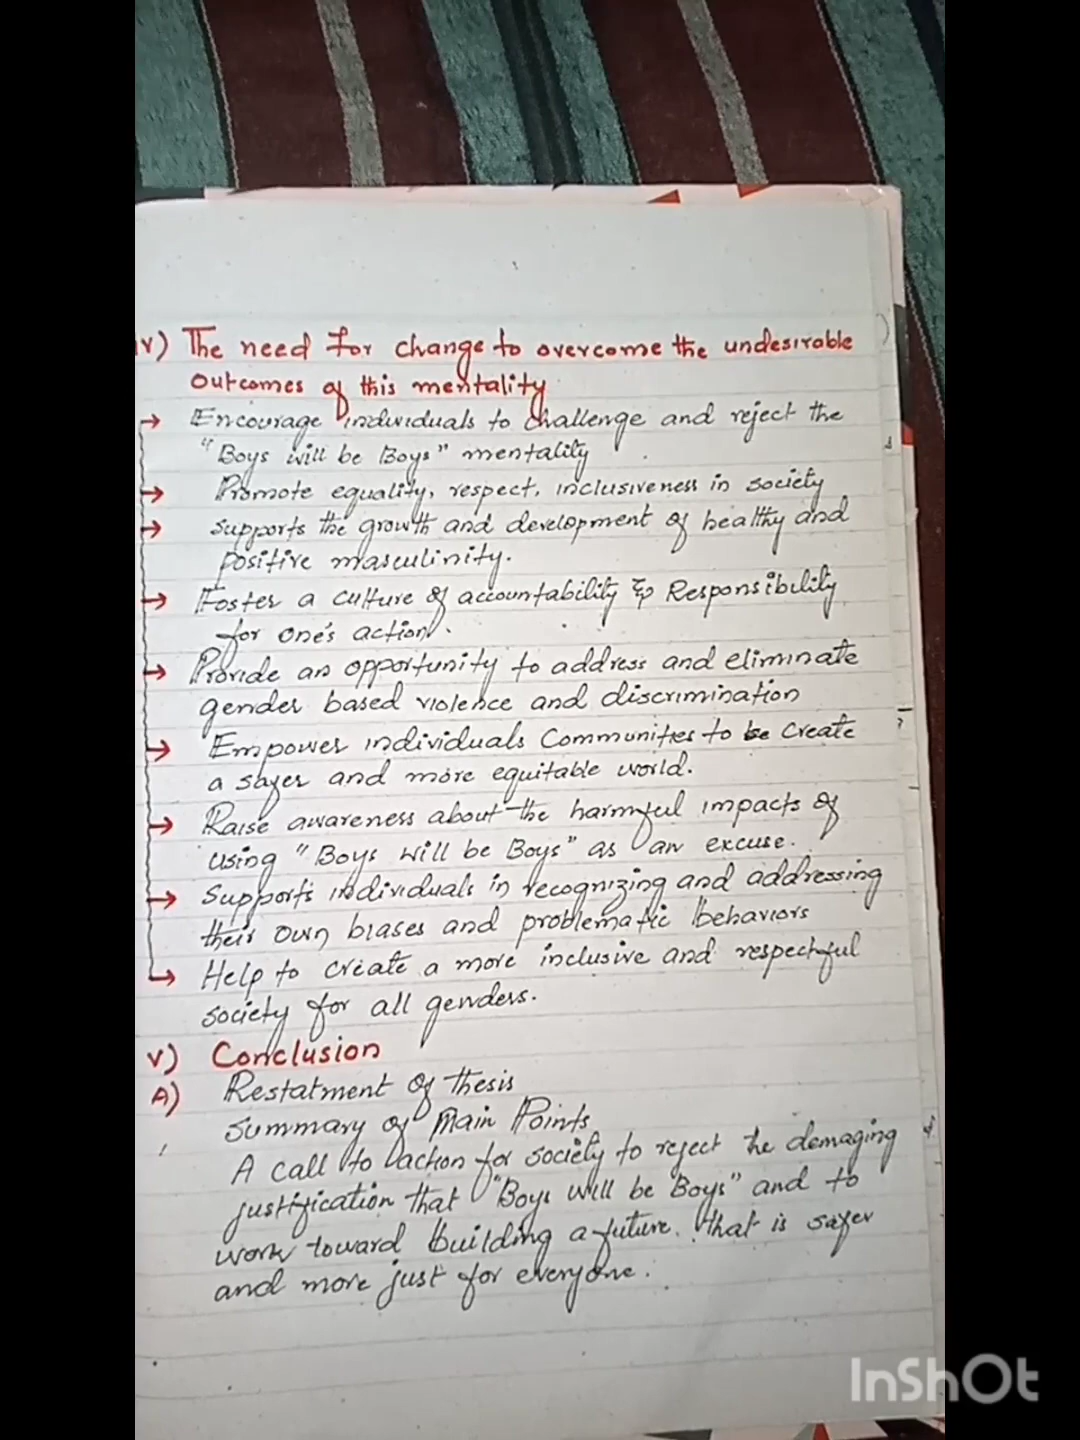 iv) The need for change to overcome the undesirable
outcomes of this mentality
→ Encourage individuals to challenge and reject the
"Boys will be Boys" mentality
→ Promote equality, respect, inclusiveness in society
→ supports the growth and development of healthy and
positive masculinity.
→ Foster a culture of accountability & Responsibility
for one's action.
→ Provide an opportunity to address and eliminate
gender based violence and discrimination
→ Empower individuals Communities to be create
a safer and more equitable world.
→ Raise awareness about the harmful impacts of
using "Boys will be Boys" as an excuse.
→ Supports individuals in recognizing and addressing
their own biases and problematic behaviors
→ Help to create a more inclusive and respectful
society for all genders.
v) Conclusion
A) Restatment of thesis
Summary of Main Points
A call to action for society to reject the demaging
justification that "Boys will be Boys" and to
work toward building a future. that is safer
and more just for everyone.
InShOt